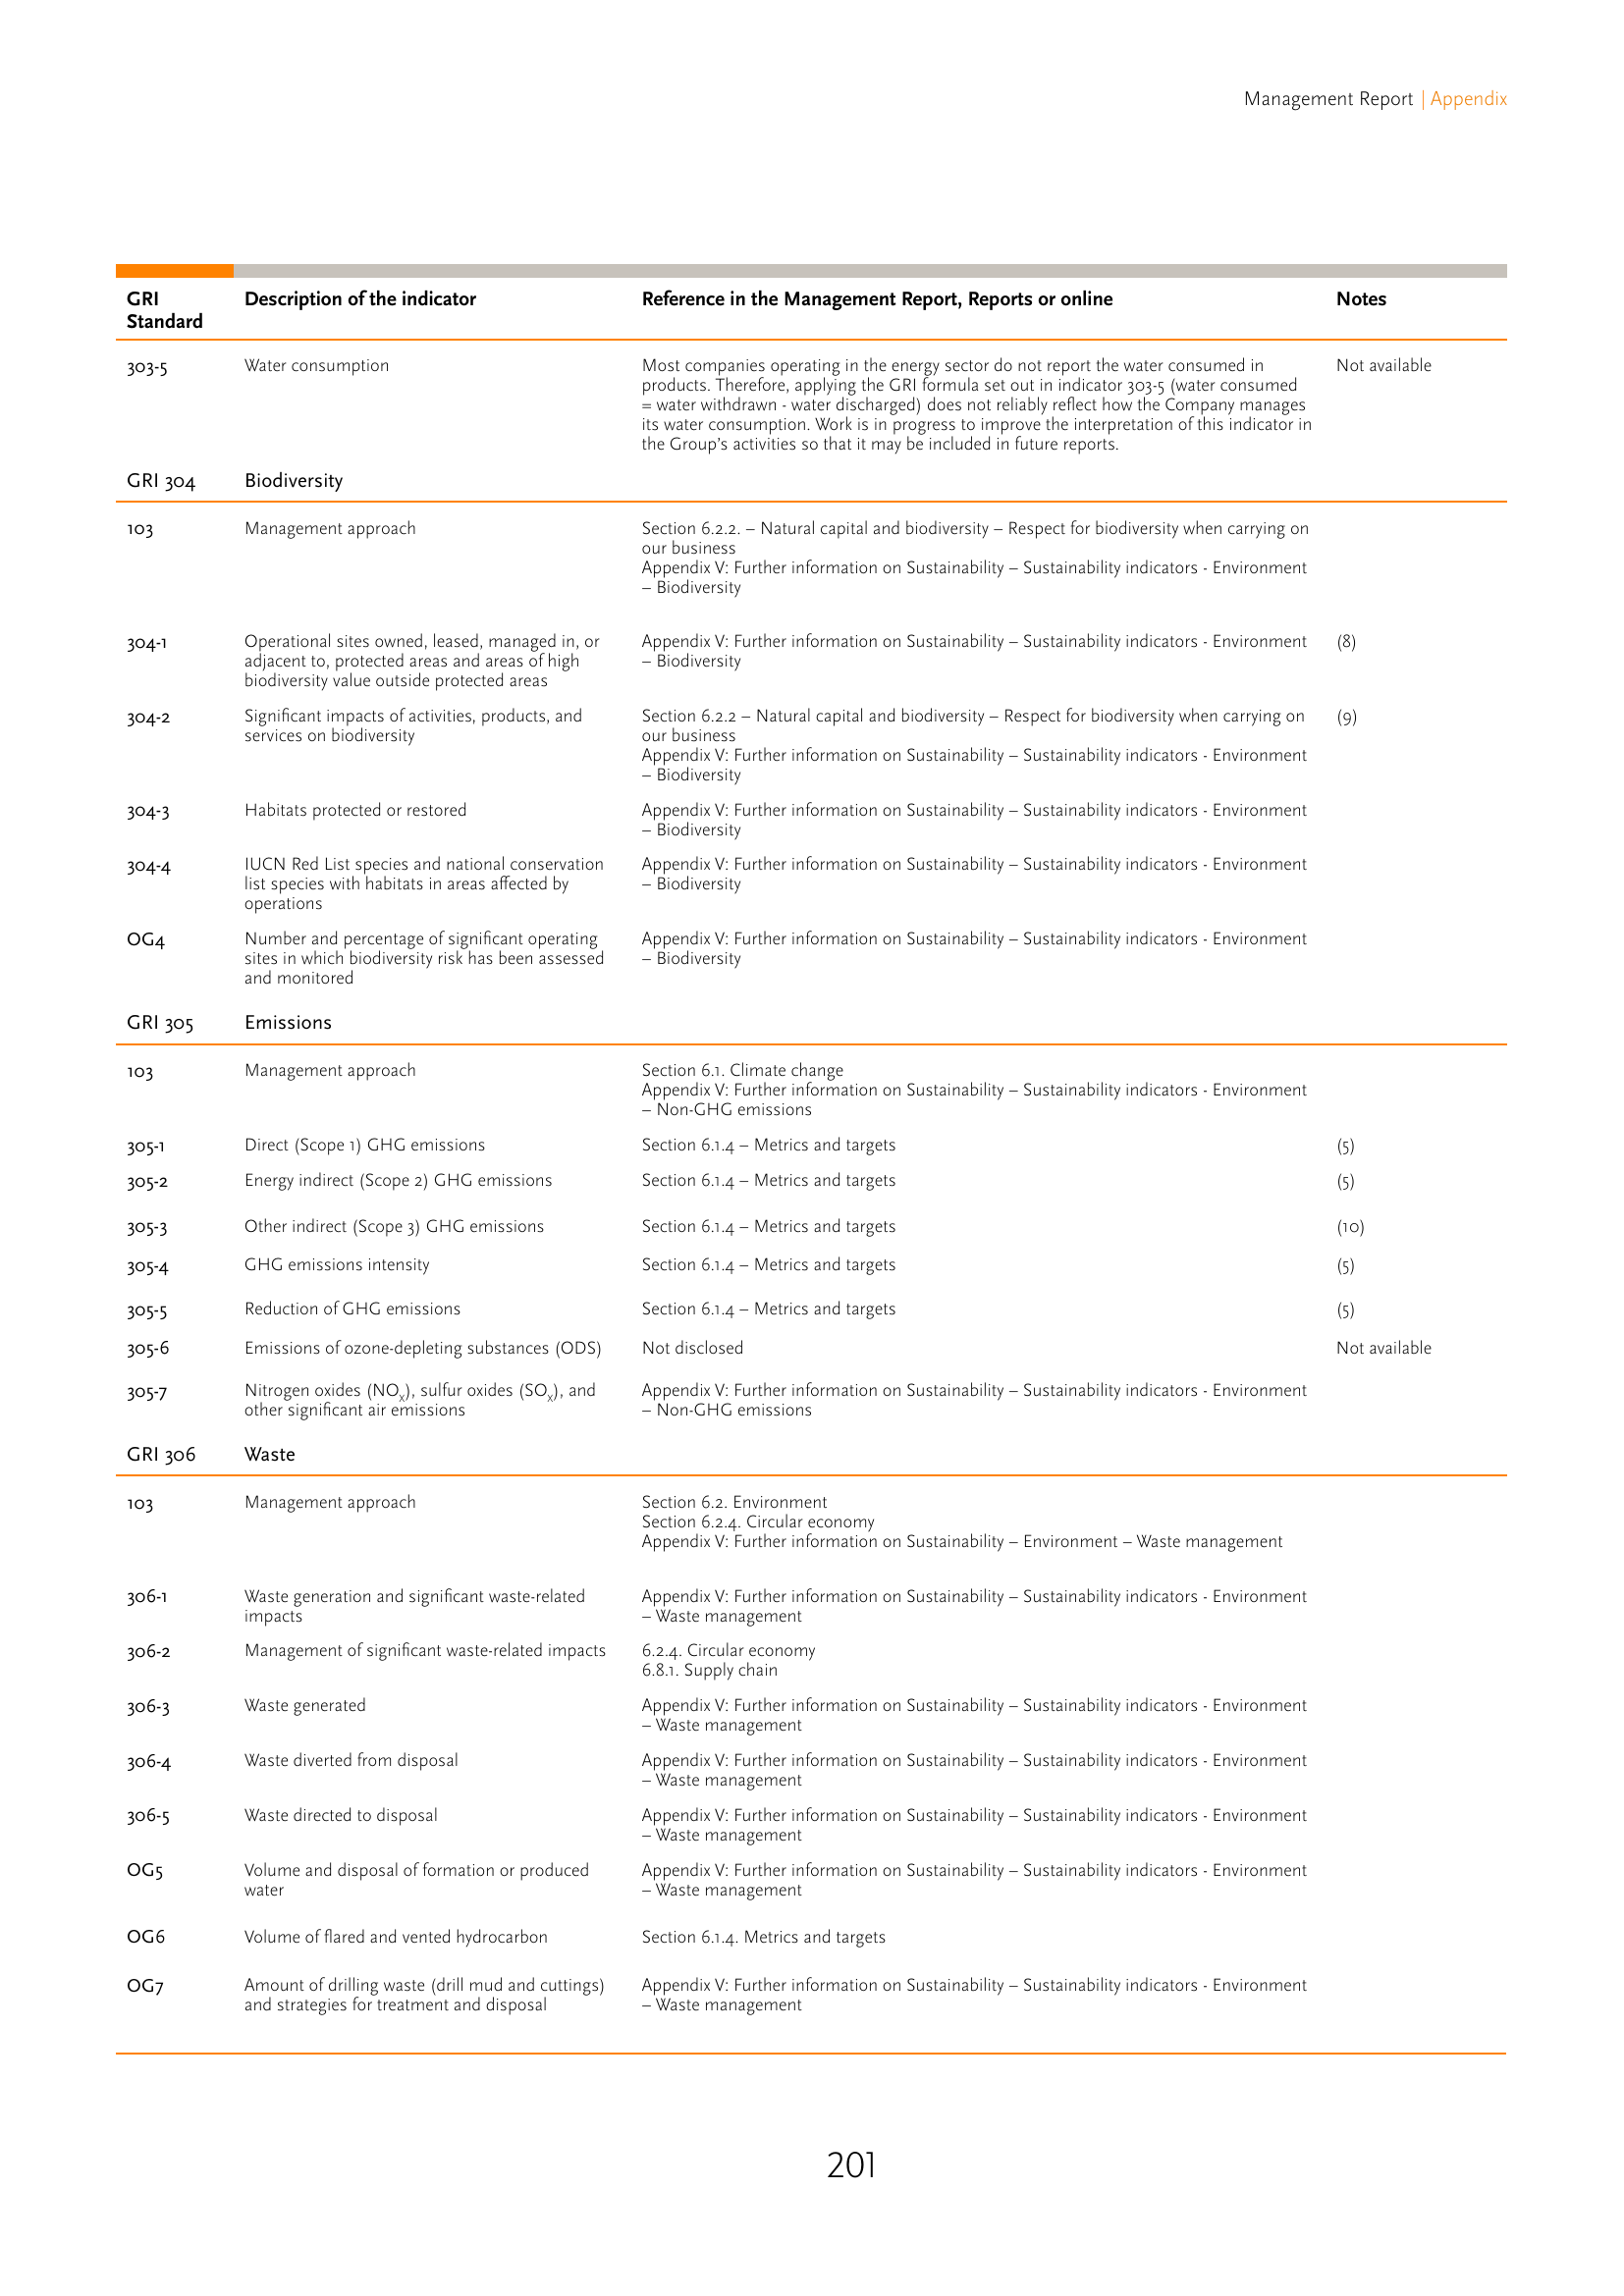 Management Report | Appendix
GRI Standard Description of the indicator Reference in the Management Report, Reports or online Notes
303-5 Water consumption Most companies operating in the energy sector do not report the water consumed in Not available
products. Therefore, applying the GRI formula set out in indicator 303-5 (water consumed
= water withdrawn - water discharged) does not reliably reflect how the Company manages
its water consumption. Work is in progress to improve the interpretation of this indicator in
the Group's activities so that it may be included in future reports.
GRI 304 Biodiversity
103 Management approach Section 6.2.2. – Natural capital and biodiversity – Respect for biodiversity when carrying on
our business
Appendix V: Further information on Sustainability – Sustainability indicators - Environment
– Biodiversity
304-1 Operational sites owned, leased, managed in, or Appendix V: Further information on Sustainability – Sustainability indicators - Environment (8)
adjacent to, protected areas and areas of high – Biodiversity
biodiversity value outside protected areas
304-2 Significant impacts of activities, products, and Section 6.2.2 – Natural capital and biodiversity – Respect for biodiversity when carrying on (9)
services on biodiversity our business
Appendix V: Further information on Sustainability – Sustainability indicators - Environment
– Biodiversity
304-3 Habitats protected or restored Appendix V: Further information on Sustainability – Sustainability indicators - Environment
– Biodiversity
304-4 IUCN Red List species and national conservation Appendix V: Further information on Sustainability – Sustainability indicators - Environment
list species with habitats in areas affected by – Biodiversity
operations
OG4 Number and percentage of significant operating Appendix V: Further information on Sustainability – Sustainability indicators - Environment
sites in which biodiversity risk has been assessed – Biodiversity
and monitored
GRI 305 Emissions
103 Management approach Section 6.1. Climate change
Appendix V: Further information on Sustainability – Sustainability indicators - Environment
– Non-GHG emissions
305-1 Direct (Scope 1) GHG emissions Section 6.1.4 – Metrics and targets (5)
305-2 Energy indirect (Scope 2) GHG emissions Section 6.1.4 – Metrics and targets (5)
305-3 Other indirect (Scope 3) GHG emissions Section 6.1.4 – Metrics and targets (10)
305-4 GHG emissions intensity Section 6.1.4 – Metrics and targets (5)
305-5 Reduction of GHG emissions Section 6.1.4 – Metrics and targets (5)
305-6 Emissions of ozone-depleting substances (ODS) Not disclosed Not available
305-7 Nitrogen oxides (NOx), sulfur oxides (SOx), and Appendix V: Further information on Sustainability – Sustainability indicators - Environment
other significant air emissions – Non-GHG emissions
GRI 306 Waste
103 Management approach Section 6.2. Environment
Section 6.2.4. Circular economy
Appendix V: Further information on Sustainability – Environment – Waste management
306-1 Waste generation and significant waste-related Appendix V: Further information on Sustainability – Sustainability indicators - Environment
impacts – Waste management
306-2 Management of significant waste-related impacts 6.2.4. Circular economy
6.8.1. Supply chain
306-3 Waste generated Appendix V: Further information on Sustainability – Sustainability indicators - Environment
– Waste management
306-4 Waste diverted from disposal Appendix V: Further information on Sustainability – Sustainability indicators - Environment
– Waste management
306-5 Waste directed to disposal Appendix V: Further information on Sustainability – Sustainability indicators - Environment
– Waste management
OG5 Volume and disposal of formation or produced Appendix V: Further information on Sustainability – Sustainability indicators - Environment
water – Waste management
OG6 Volume of flared and vented hydrocarbon Section 6.1.4. Metrics and targets
OG7 Amount of drilling waste (drill mud and cuttings) Appendix V: Further information on Sustainability – Sustainability indicators - Environment
and strategies for treatment and disposal – Waste management
201